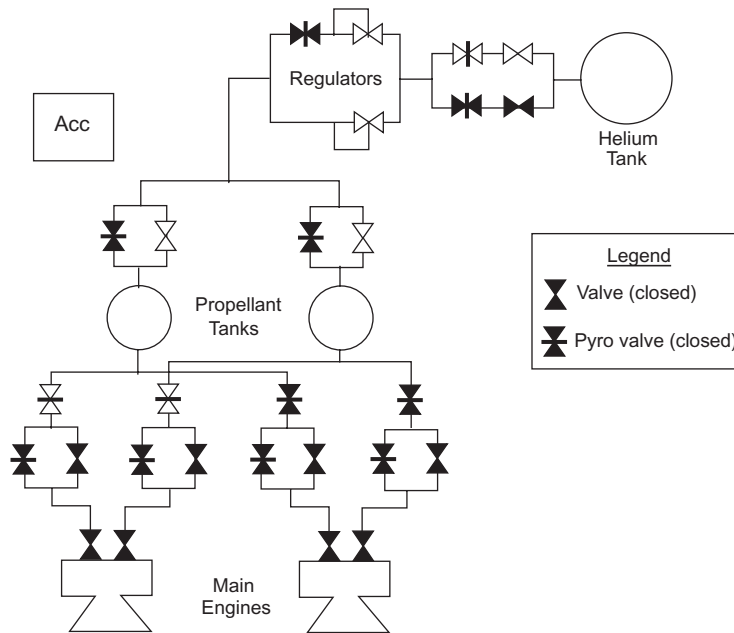 Regulators
Acc
Helium
Tank
Legend
Valve (closed)
Pyro valve (closed)
Propellant
Tanks
Main
Engines